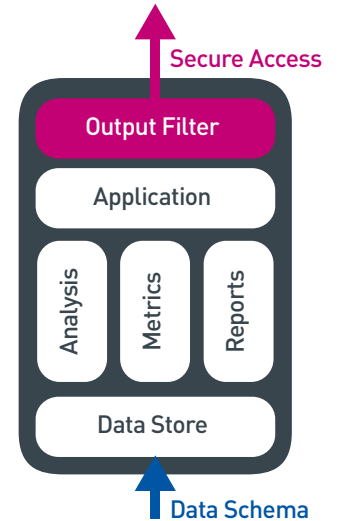 Secure Access
Output Filter
Application
Analysis
Metrics
Reports
Data Store
Data Schema